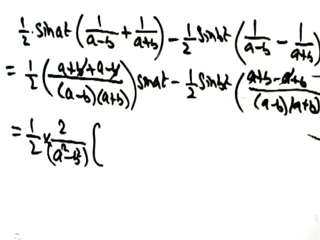 ½ sinat (1/(a-b) + 1/(a+b)) - ½ sinbt (1/(a-b) - 1/(a+b)
= ½ ((a+b+a-b)/((a-b)(a+b))) sinat - ½ sinbt ((a+b-a+b)/((a-b)(a+b)
= ½ × 2/(a²-b²) (